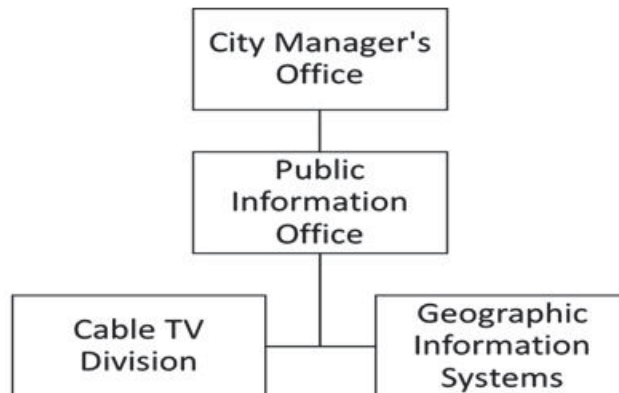 City Manager's
Office
Public
Information
Office
Cable TV
Division
Geographic
Information
Systems